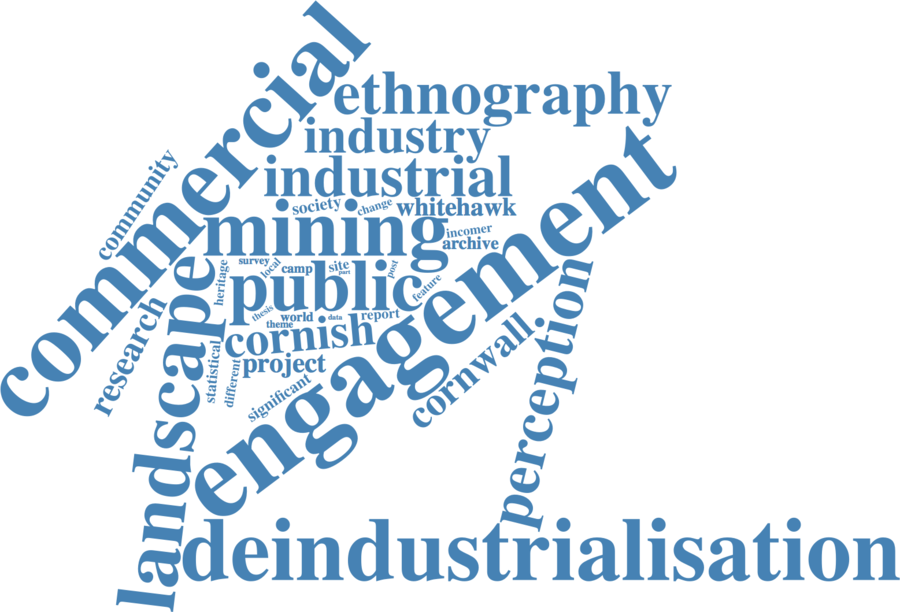 commercial
ethnography
industry
industrial
engagement
community
society
change
whitehawk
mining
incomer
archive
survey
local
camp
site
part
post
heritage
public
feature
landscape
thesis
world
theme
data
report
cornish
research
statistical
different
project
significant
cornwall
perception
deindustrialisation